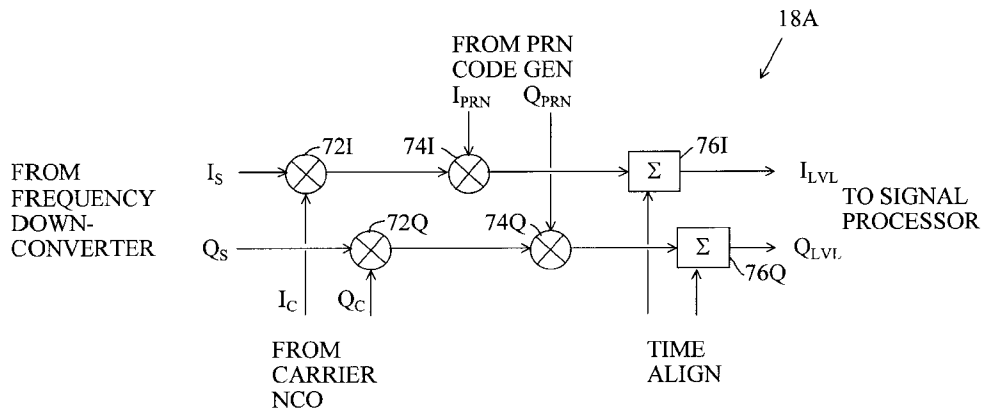 18A
FROM PRN
CODE GEN
I_PRN Q_PRN
72I
74I
76I
FROM
FREQUENCY
DOWN-
CONVERTER
I_S
Σ
I_LVL
TO SIGNAL
PROCESSOR
72Q
74Q
Q_S
Σ
Q_LVL
76Q
I_C Q_C
FROM
CARRIER
NCO
TIME
ALIGN